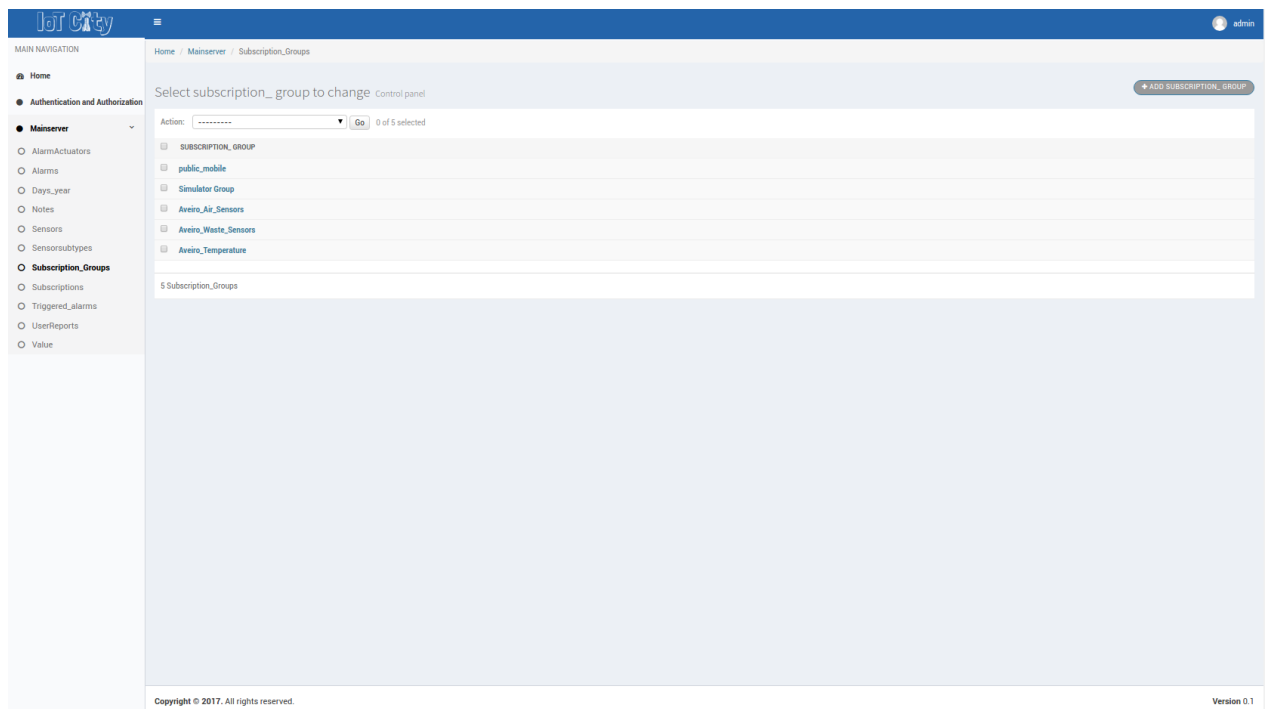 IoT City
admin
MAIN NAVIGATION
Home
Authentication and Authorization
Mainserver
AlarmActuators
Alarms
Days_year
Notes
Sensors
Sensorsubtypes
Subscription_Groups
Subscriptions
Triggered_alarms
UserReports
Value
Home / Mainserver / Subscription_Groups
Select subscription_ group to change Control panel
+ ADD SUBSCRIPTION_ GROUP
Action: --------- Go 0 of 5 selected
SUBSCRIPTION_ GROUP
public_mobile
Simulator Group
Aveiro_Air_Sensors
Aveiro_Waste_Sensors
Aveiro_Temperature
5 Subscription_Groups
Copyright © 2017. All rights reserved.
Version 0.1